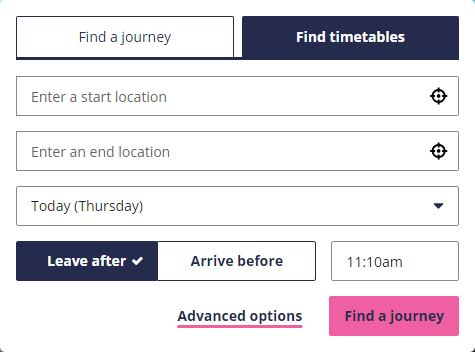 Find a journey
Find timetables
Enter a start location
Enter an end location
Today (Thursday)
Leave after
Arrive before
11:10am
Advanced options
Find a journey